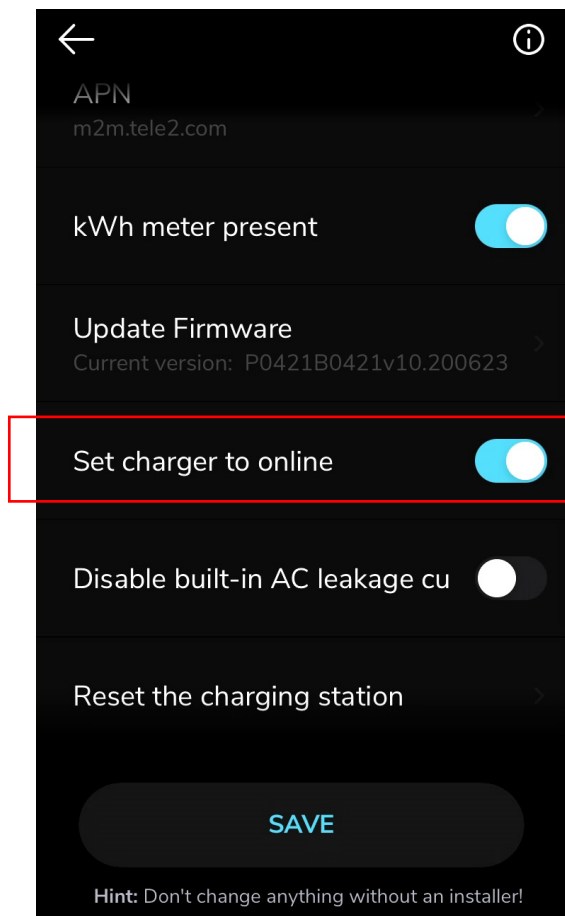 APN
m2m.tele2.com
kWh meter present
Update Firmware
Current version: P0421B0421v10.200623
Set charger to online
Disable built-in AC leakage cu
Reset the charging station
SAVE
Hint: Don't change anything without an installer!